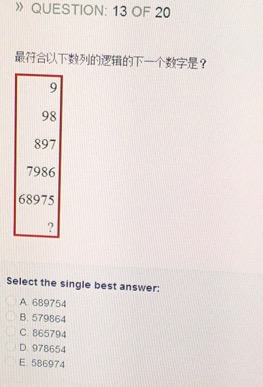 » QUESTION: 13 OF 20
最符合以下数列的逻辑的下一个数字是?
9
98
897
7986
68975
?
Select the single best answer:
A. 689754
B. 579864
C. 865794
D. 978654
E. 586974